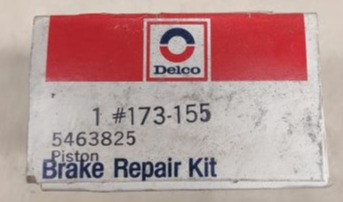 Delco
1 #173-155
5463825
Piston
Brake Repair Kit